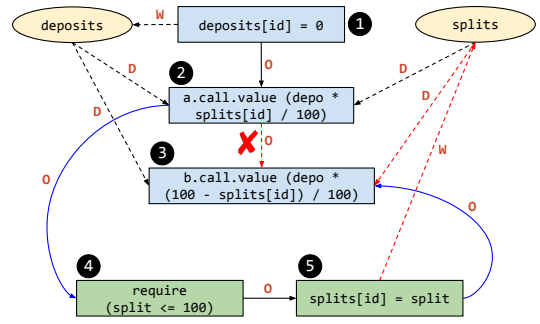 deposits
W
deposits[id] = 0
1
splits
O
D
D
2
a.call.value (depo *
splits[id] / 100)
D
D
O
3
b.call.value (depo *
(100 - splits[id]) / 100)
W
O
O
4
require
(split <= 100)
O
5
splits[id] = split